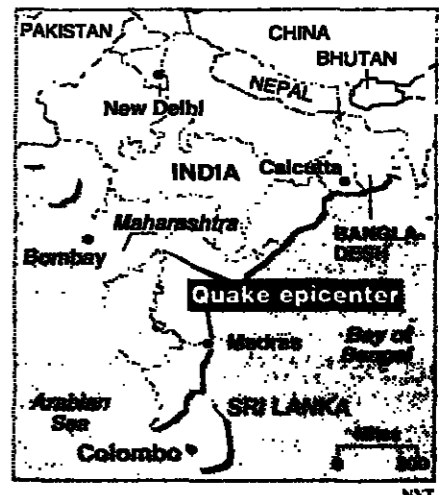 PAKISTAN
CHINA
BHUTAN
NEPAL
New Delhi
INDIA
Calcutta
Maharashtra
BANGLA-
DESH
Bombay
Quake epicenter
Madras
Bay of
Bengal
Arabian
Sea
SRI LANKA
Colombo
Miles
0
NYT